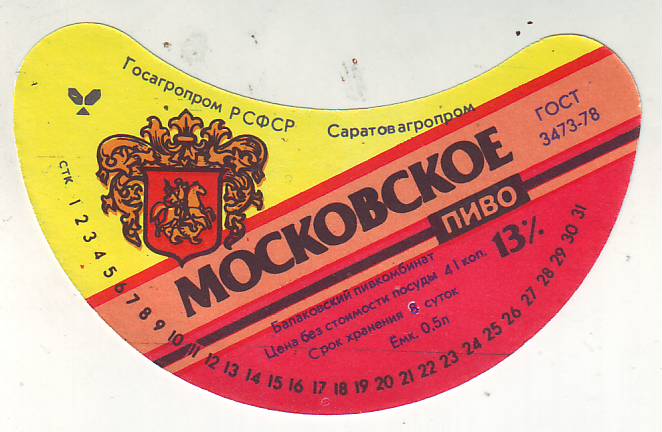 Госагропром РСФСР
Саратовагропром
ГОСТ
3473-78
МОСКОВСКОЕ
ПИВО
13%
Балаковский пивкомбинат
Цена без стоимости посуды 41 коп.
Срок хранения 8 суток
Емк. 0,5л
СТК 1 2 3 4 5 6 7 8 9 10 11 12 13 14 15 16 17 18 19 20 21 22 23 24 25 26 27 28 29 30 31